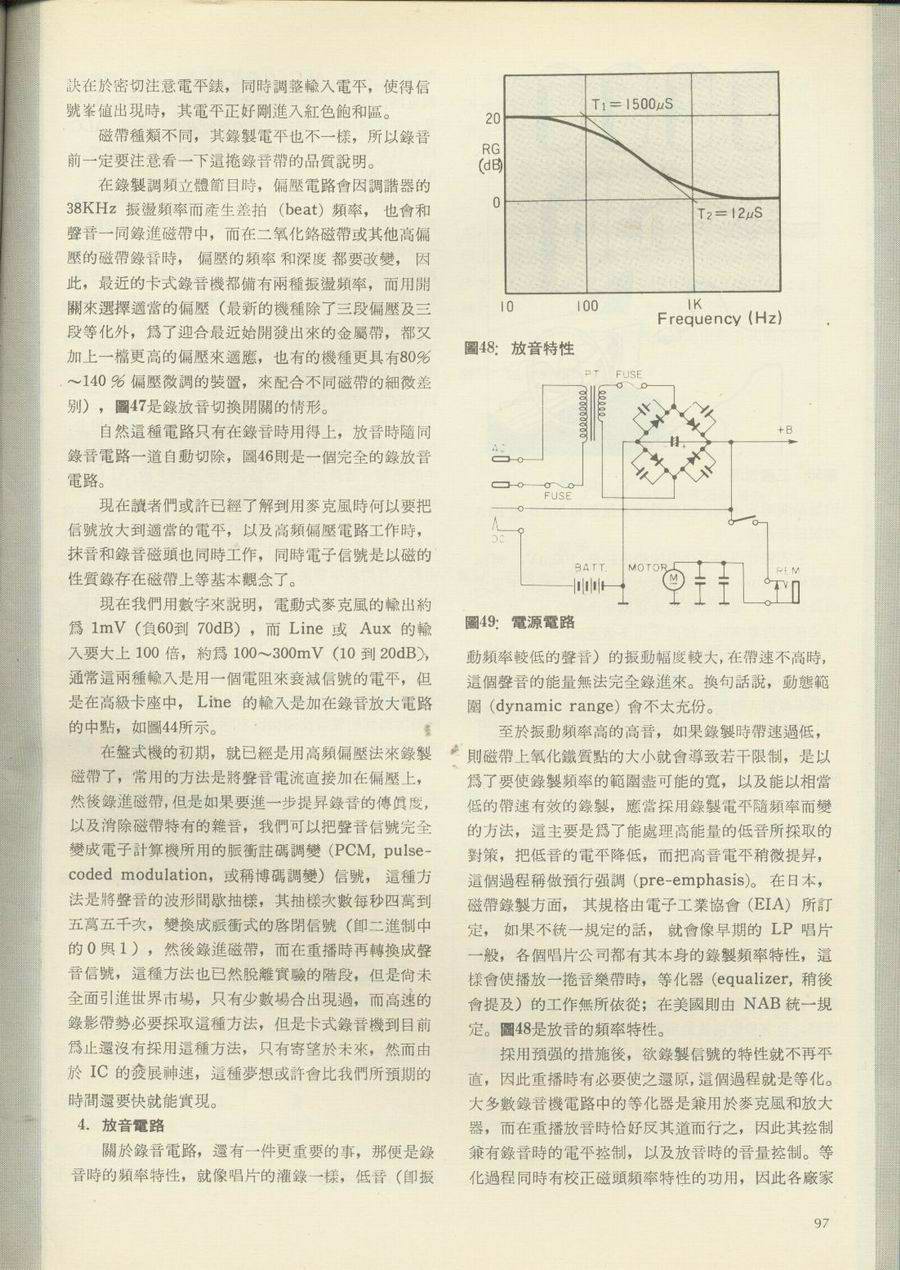 訣在於密切注意電平錶，同時調整輸入電平，使得信
號峯値出現時，其電平正好剛進入紅色飽和區。
磁帶種類不同，其錄製電平也不一樣，所以錄音
前一定要注意看一下這捲錄音帶的品質說明。
在錄製調頻立體節目時，偏壓電路會因調諧器的
38KHz 振盪頻率而產生差拍 (beat) 頻率， 也會和
聲音一同錄進磁帶中，而在二氧化鉻磁帶或其他高偏
壓的磁帶錄音時， 偏壓的頻率 和深度 都要改變， 因
此，最近的卡式錄音機都備有兩種振盪頻率，而用開
關來選擇適當的偏壓（最新的機種除了三段偏壓及三
段等化外，爲了迎合最近始開發出來的金屬帶，都又
加上一檔更高的偏壓來適應，也有的機種更具有80%
～140 % 偏壓微調的裝置，來配合不同磁帶的細微差
別），圖47是錄放音切換開關的情形。
自然這種電路只有在錄音時用得上，放音時隨同
錄音電路一道自動切除，圖46則是一個完全的錄放音
電路。
現在讀者們或許已經了解到用麥克風時何以要把
信號放大到適當的電平，以及高頻偏壓電路工作時，
抹音和錄音磁頭也同時工作，同時電子信號是以磁的
性質錄存在磁帶上等基本觀念了。
現在我們用數字來說明，電動式麥克風的輸出約
爲 1mV (負60到 70dB) ，而 Line 或 Aux 的輸
入要大上 100 倍，約爲 100～300mV (10 到 20dB)，
通常這兩種輸入是用一個電阻來衰減信號的電平，但
是在高級卡座中， Line 的輸入是加在錄音放大電路
的中點，如圖44所示。
在盤式機的初期，就已經是用高頻偏壓法來錄製
磁帶了，常用的方法是將聲音電流直接加在偏壓上，
然後錄進磁帶,但是如果要進一步提昇錄音的傳眞度，
以及消除磁帶特有的雜音，我們可以把聲音信號完全
變成電子計算機所用的脈衝註碼調變 (PCM, pulse-
coded modulation，或稱博碼調變）信號， 這種方
法是將聲音的波形間歇抽樣，其抽樣次數每秒四萬到
五萬五千次，變換成脈衝式的啓閉信號（卽二進制中
的 0 與 1 ），然後錄進磁帶，而在重播時再轉換成聲
音信號，這種方法也已然脫離實驗的階段，但是尙未
全面引進世界市場，只有少數場合出現過，而高速的
錄影帶勢必要採取這種方法，但是卡式錄音機到目前
爲止還沒有採用這種方法，只有寄望於未來，然而由
於 IC 的發展神速，這種夢想或許會比我們所預期的
時間還要快就能實現。
4. 放音電路
關於錄音電路，還有一件更重要的事，那便是錄
音時的頻率特性，就像唱片的灌錄一樣，低音（卽振
T1=1500μS
20
RG
(dB)
0
T2=12μS
10 100 1K
Frequency (Hz)
圖48: 放音特性
PT FUSE
+B
AC
FUSE
DC
BATT. MOTOR M REM
圖49: 電源電路
動頻率較低的聲音）的振動幅度較大,在帶速不高時,
這個聲音的能量無法完全錄進來。換句話說，動態範
圍 (dynamic range) 會不太充份。
至於振動頻率高的高音，如果錄製時帶速過低，
則磁帶上氧化鐵質點的大小就會導致若干限制，是以
爲了要使錄製頻率的範圍盡可能的寬，以及能以相當
低的帶速有效的錄製，應當採用錄製電平隨頻率而變
的方法，這主要是爲了能處理高能量的低音所採取的
對策，把低音的電平降低，而把高音電平稍微提昇，
這個過程稱做預行强調 (pre-emphasis)。 在日本，
磁帶錄製方面， 其規格由電子工業協會 (EIA) 所訂
定， 如果不統一規定的話， 就會像早期的 LP 唱片
一般，各個唱片公司都有其本身的錄製頻率特性，這
樣會使播放一捲音樂帶時，等化器 (equalizer, 稍後
會提及）的工作無所依從；在美國則由 NAB 統一規
定。圖48是放音的頻率特性。
採用預强的措施後，欲錄製信號的特性就不再平
直，因此重播時有必要使之還原,這個過程就是等化。
大多數錄音機電路中的等化器是兼用於麥克風和放大
器，而在重播放音時恰好反其道而行之，因此其控制
兼有錄音時的電平控制，以及放音時的音量控制。等
化過程同時有校正磁頭頻率特性的功用，因此各廠家
97